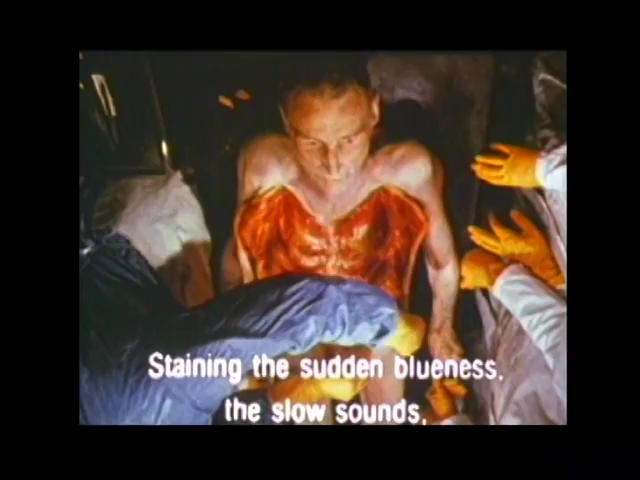 Staining the sudden blueness.
the slow sounds,